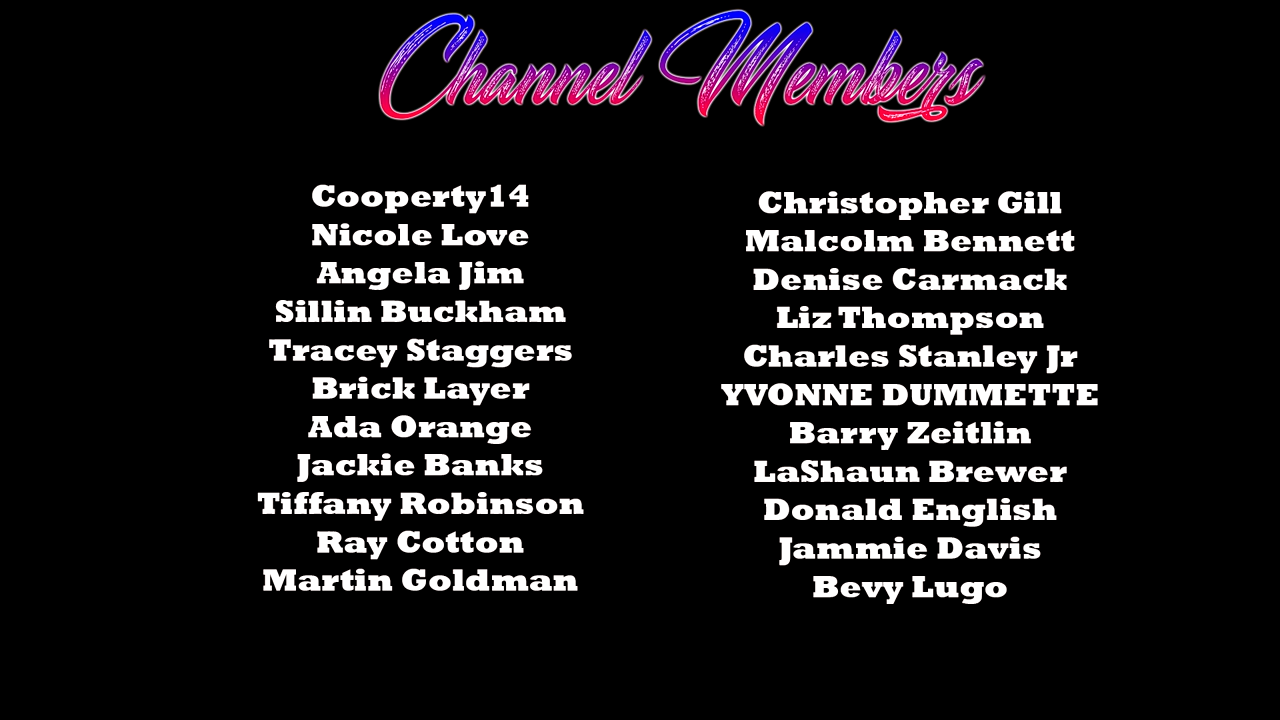 Channel Members
Cooperty14
Nicole Love
Angela Jim
Sillin Buckham
Tracey Staggers
Brick Layer
Ada Orange
Jackie Banks
Tiffany Robinson
Ray Cotton
Martin Goldman
Christopher Gill
Malcolm Bennett
Denise Carmack
Liz Thompson
Charles Stanley Jr
YVONNE DUMMETTE
Barry Zeitlin
LaShaun Brewer
Donald English
Jammie Davis
Bevy Lugo